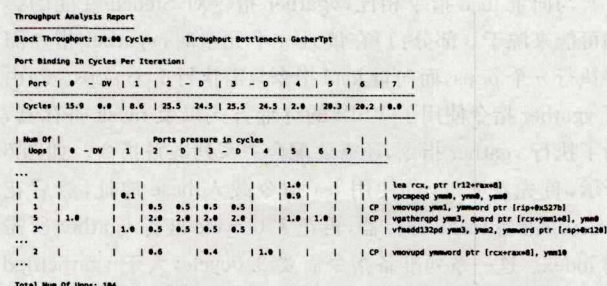 Throughput Analysis Report
--------------------------
Block Throughput: 78.00 Cycles Throughput Bottleneck: GatherTpt

Port Binding In Cycles Per Iteration:
| Port | 0 - DV | 1 | 2 - D | 3 - D | 4 | 5 | 6 | 7 |
| Cycles | 15.0 0.0 | 8.6 | 25.5 24.5 | 25.5 24.5 | 2.0 | 20.3 | 20.2 | 0.0 |

| Num Of | Ports pressure in cycles | |
| Uops | 0 - DV | 1 | 2 - D | 3 - D | 4 | 5 | 6 | 7 | |
...
| 1 | | | | | | | 1.0 | | | lea rcx, ptr [r12+rax*8]
| 1 | | 0.1 | | | | | 0.9 | | | vpcmpeqd ymm0, ymm0, ymm0
| 1 | | | 0.5 0.5 | 0.5 0.5 | | | | | CP | vmovups ymm1, ymmword ptr [rip+0x527b]
| 5 | 1.0 | | 2.0 2.0 | 2.0 2.0 | | 1.0 | 1.0 | | CP | vgatherqpd ymm3, qword ptr [rcx+ymm1*8], ymm0
| 2^ | | 1.0 | 0.5 0.5 | 0.5 0.5 | | | | | CP | vfmadd132pd ymm3, ymm2, ymmword ptr [rsp+0x120]
...
| 2 | | | 0.6 | 0.4 | 1.0 | | | | CP | vmovupd ymmword ptr [rcx+rax*8], ymm10
Total Num Of Uops: 104